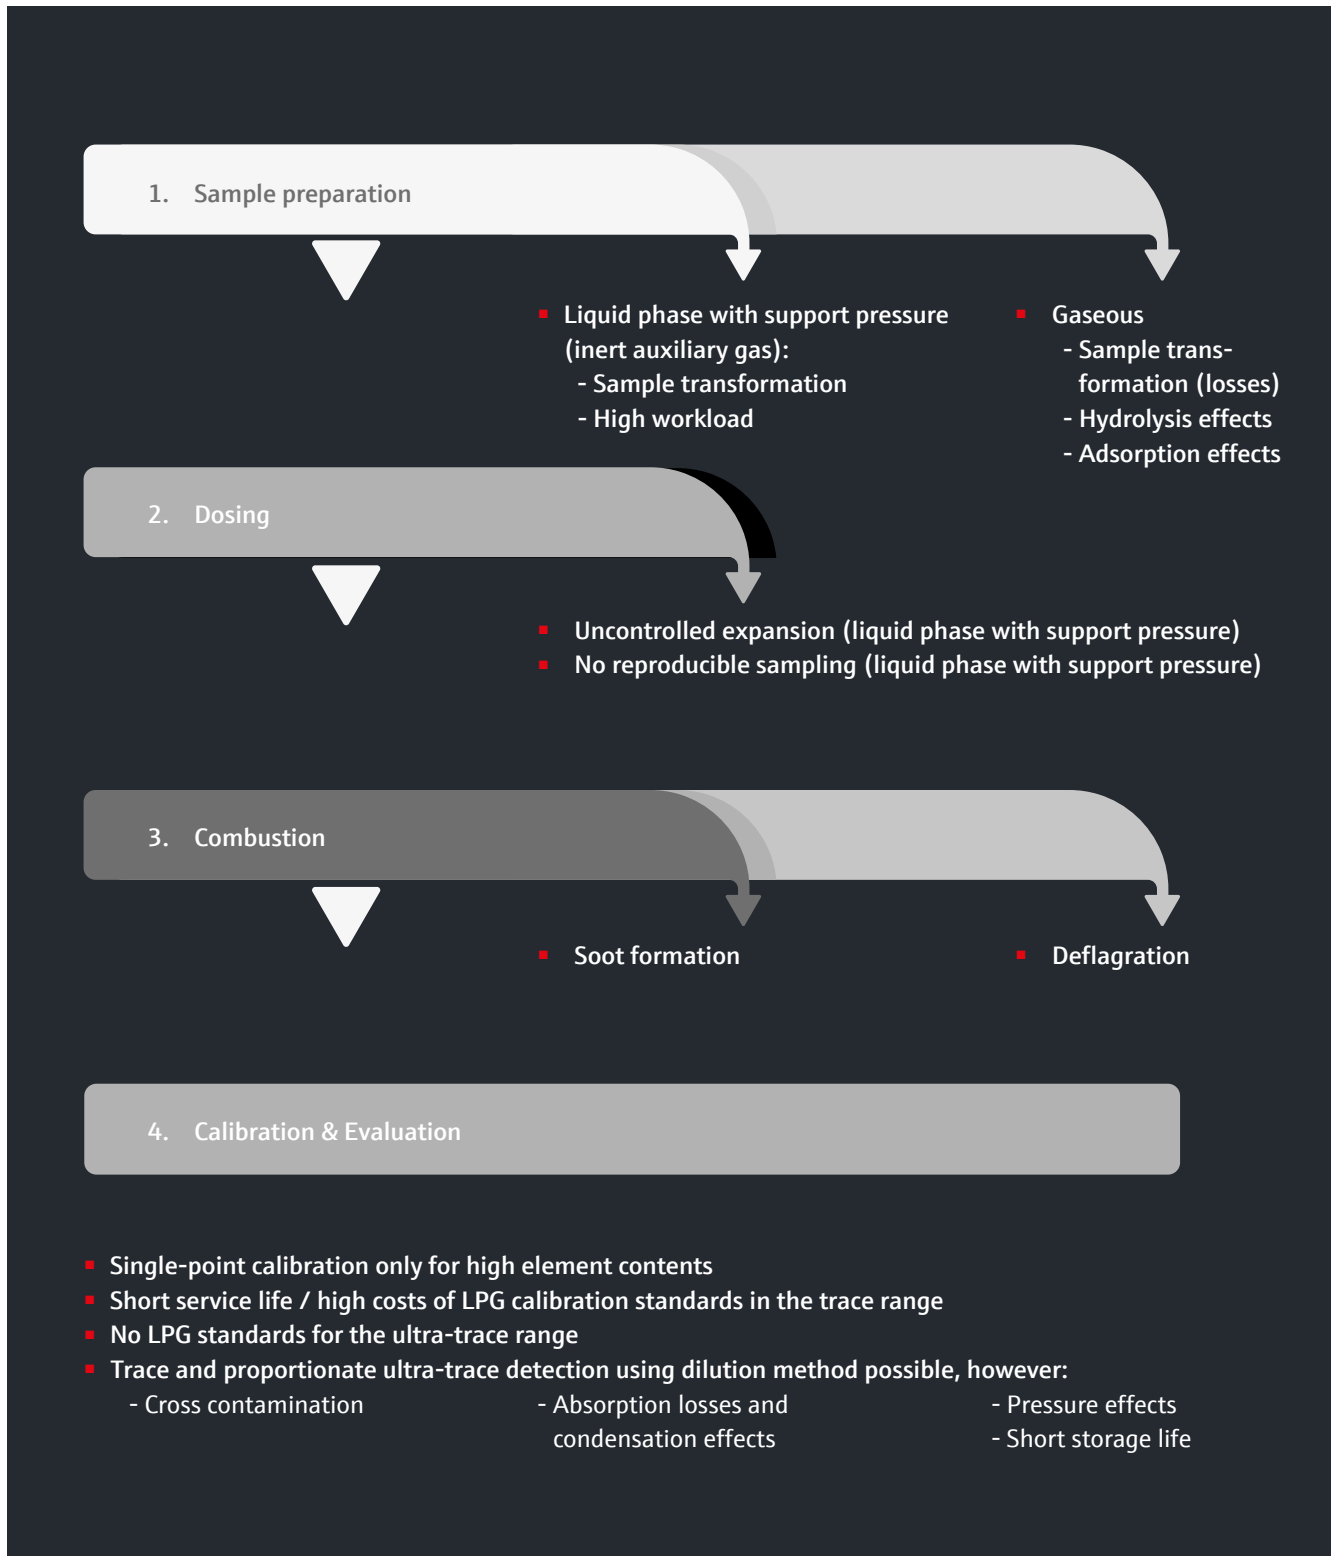 1. Sample preparation
▪ Liquid phase with support pressure
(inert auxiliary gas):
- Sample transformation
- High workload
▪ Gaseous
- Sample trans-
formation (losses)
- Hydrolysis effects
- Adsorption effects
2. Dosing
▪ Uncontrolled expansion (liquid phase with support pressure)
▪ No reproducible sampling (liquid phase with support pressure)
3. Combustion
▪ Soot formation
▪ Deflagration
4. Calibration & Evaluation
▪ Single-point calibration only for high element contents
▪ Short service life / high costs of LPG calibration standards in the trace range
▪ No LPG standards for the ultra-trace range
▪ Trace and proportionate ultra-trace detection using dilution method possible, however:
- Cross contamination
- Absorption losses and
condensation effects
- Pressure effects
- Short storage life